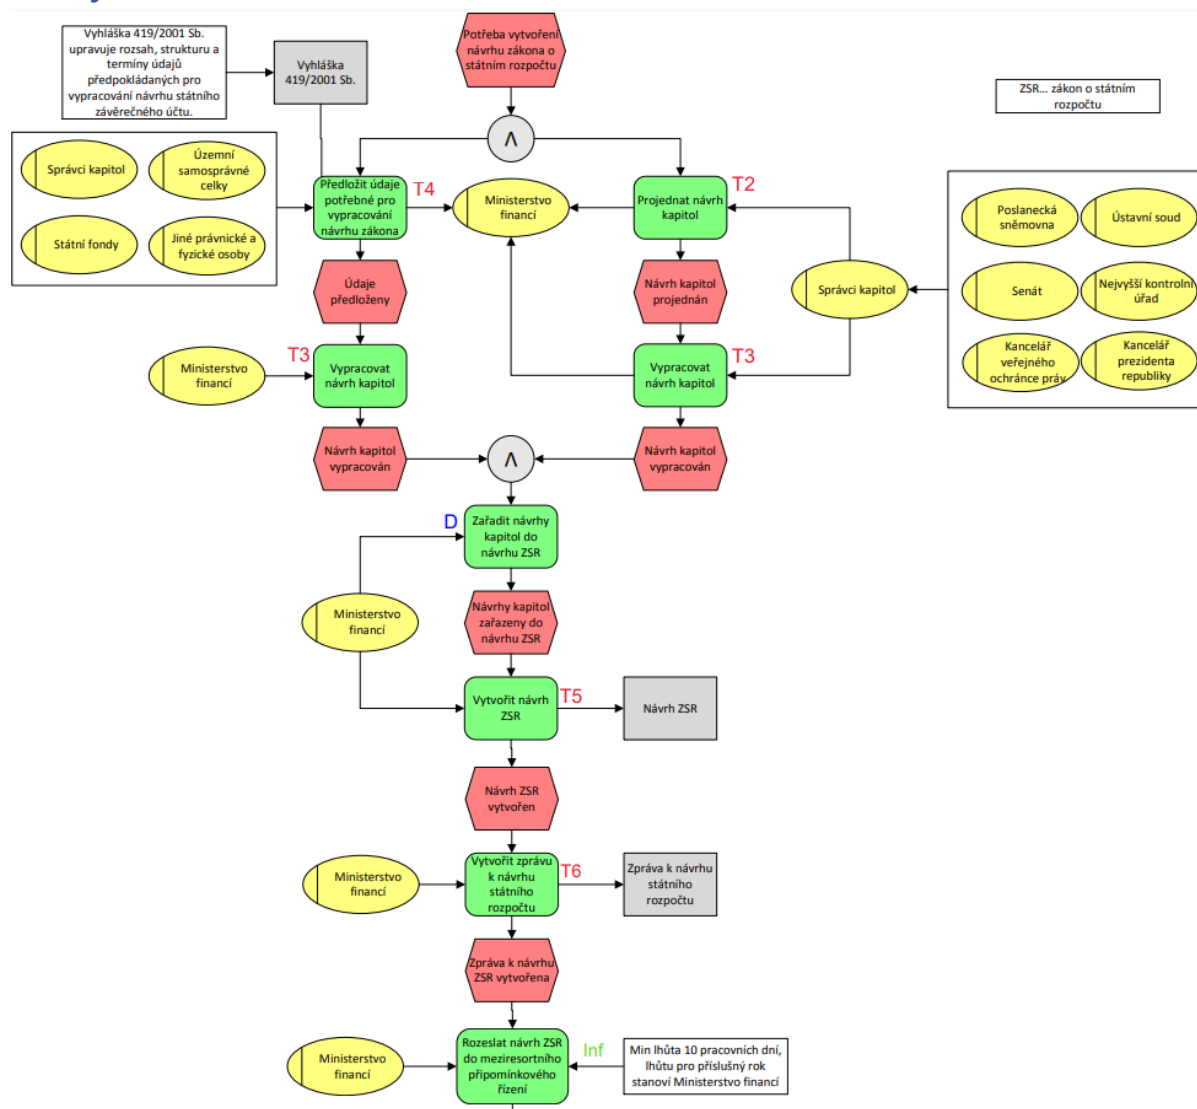 Vyhláška 419/2001 Sb.
upravuje rozsah, strukturu a
termíny údajů
předpokládaných pro
vypracování návrhu státního
závěrečného účtu.
Vyhláška
419/2001 Sb.
Potřeba vytvoření
návrhu zákona o
státním rozpočtu
ZSR... zákon o státním
rozpočtu
Λ
Správci kapitol
Územní
samosprávné
celky
Státní fondy
Jiné právnické a
fyzické osoby
Předložit údaje
potřebné pro
vypracování
návrhu zákona
T4
Ministerstvo
financí
Projednat návrh
kapitol
T2
Poslanecká
sněmovna
Ústavní soud
Senát
Nejvyšší kontrolní
úřad
Kancelář
veřejného
ochránce práv
Kancelář
prezidenta
republiky
Správci kapitol
Údaje
předloženy
Návrh kapitol
projednán
Ministerstvo
financí
T3
Vypracovat
návrh kapitol
Vypracovat
návrh kapitol
T3
Návrh kapitol
vypracován
Λ
Návrh kapitol
vypracován
D
Zařadit návrhy
kapitol do
návrhu ZSR
Ministerstvo
financí
Návrhy kapitol
zařazeny do
návrhu ZSR
Vytvořit návrh
ZSR
T5
Návrh ZSR
Návrh ZSR
vytvořen
Ministerstvo
financí
Vytvořit zprávu
k návrhu
státního
rozpočtu
T6
Zpráva k návrhu
státního
rozpočtu
Zpráva k návrhu
ZSR vytvořena
Ministerstvo
financí
Rozeslat návrh ZSR
do meziresortního
připomínkového
řízení
Inf
Min lhůta 10 pracovních dní,
lhůtu pro příslušný rok
stanoví Ministerstvo financí